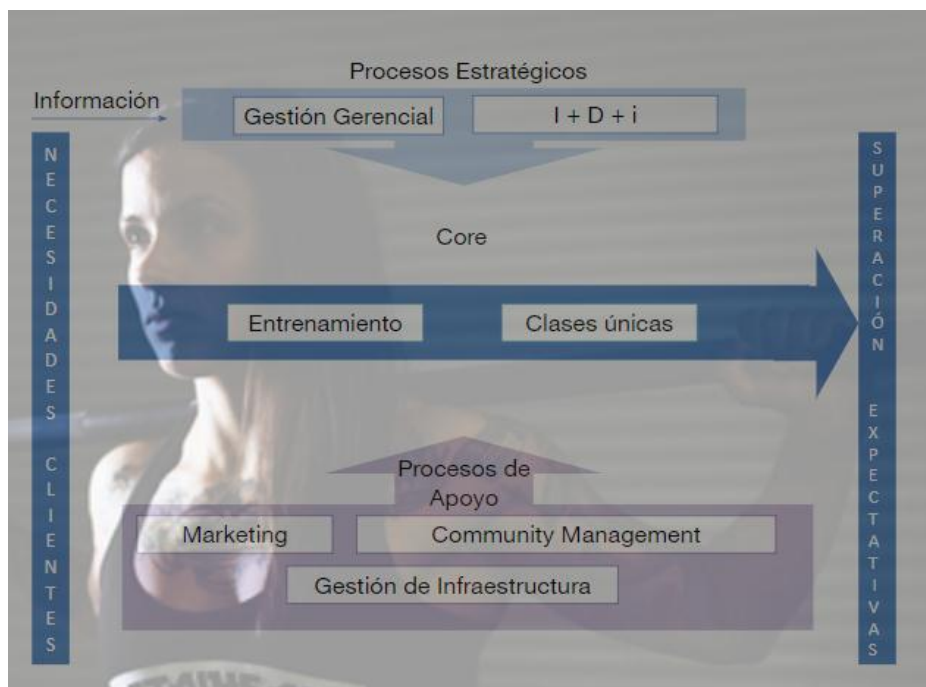 Procesos Estratégicos
Información
Gestión Gerencial
I + D + i
NECESIDADES CLIENTES
SUPERACIÓN EXPECTATIVAS
Core
Entrenamiento
Clases únicas
Procesos de
Apoyo
Marketing
Community Management
Gestión de Infraestructura